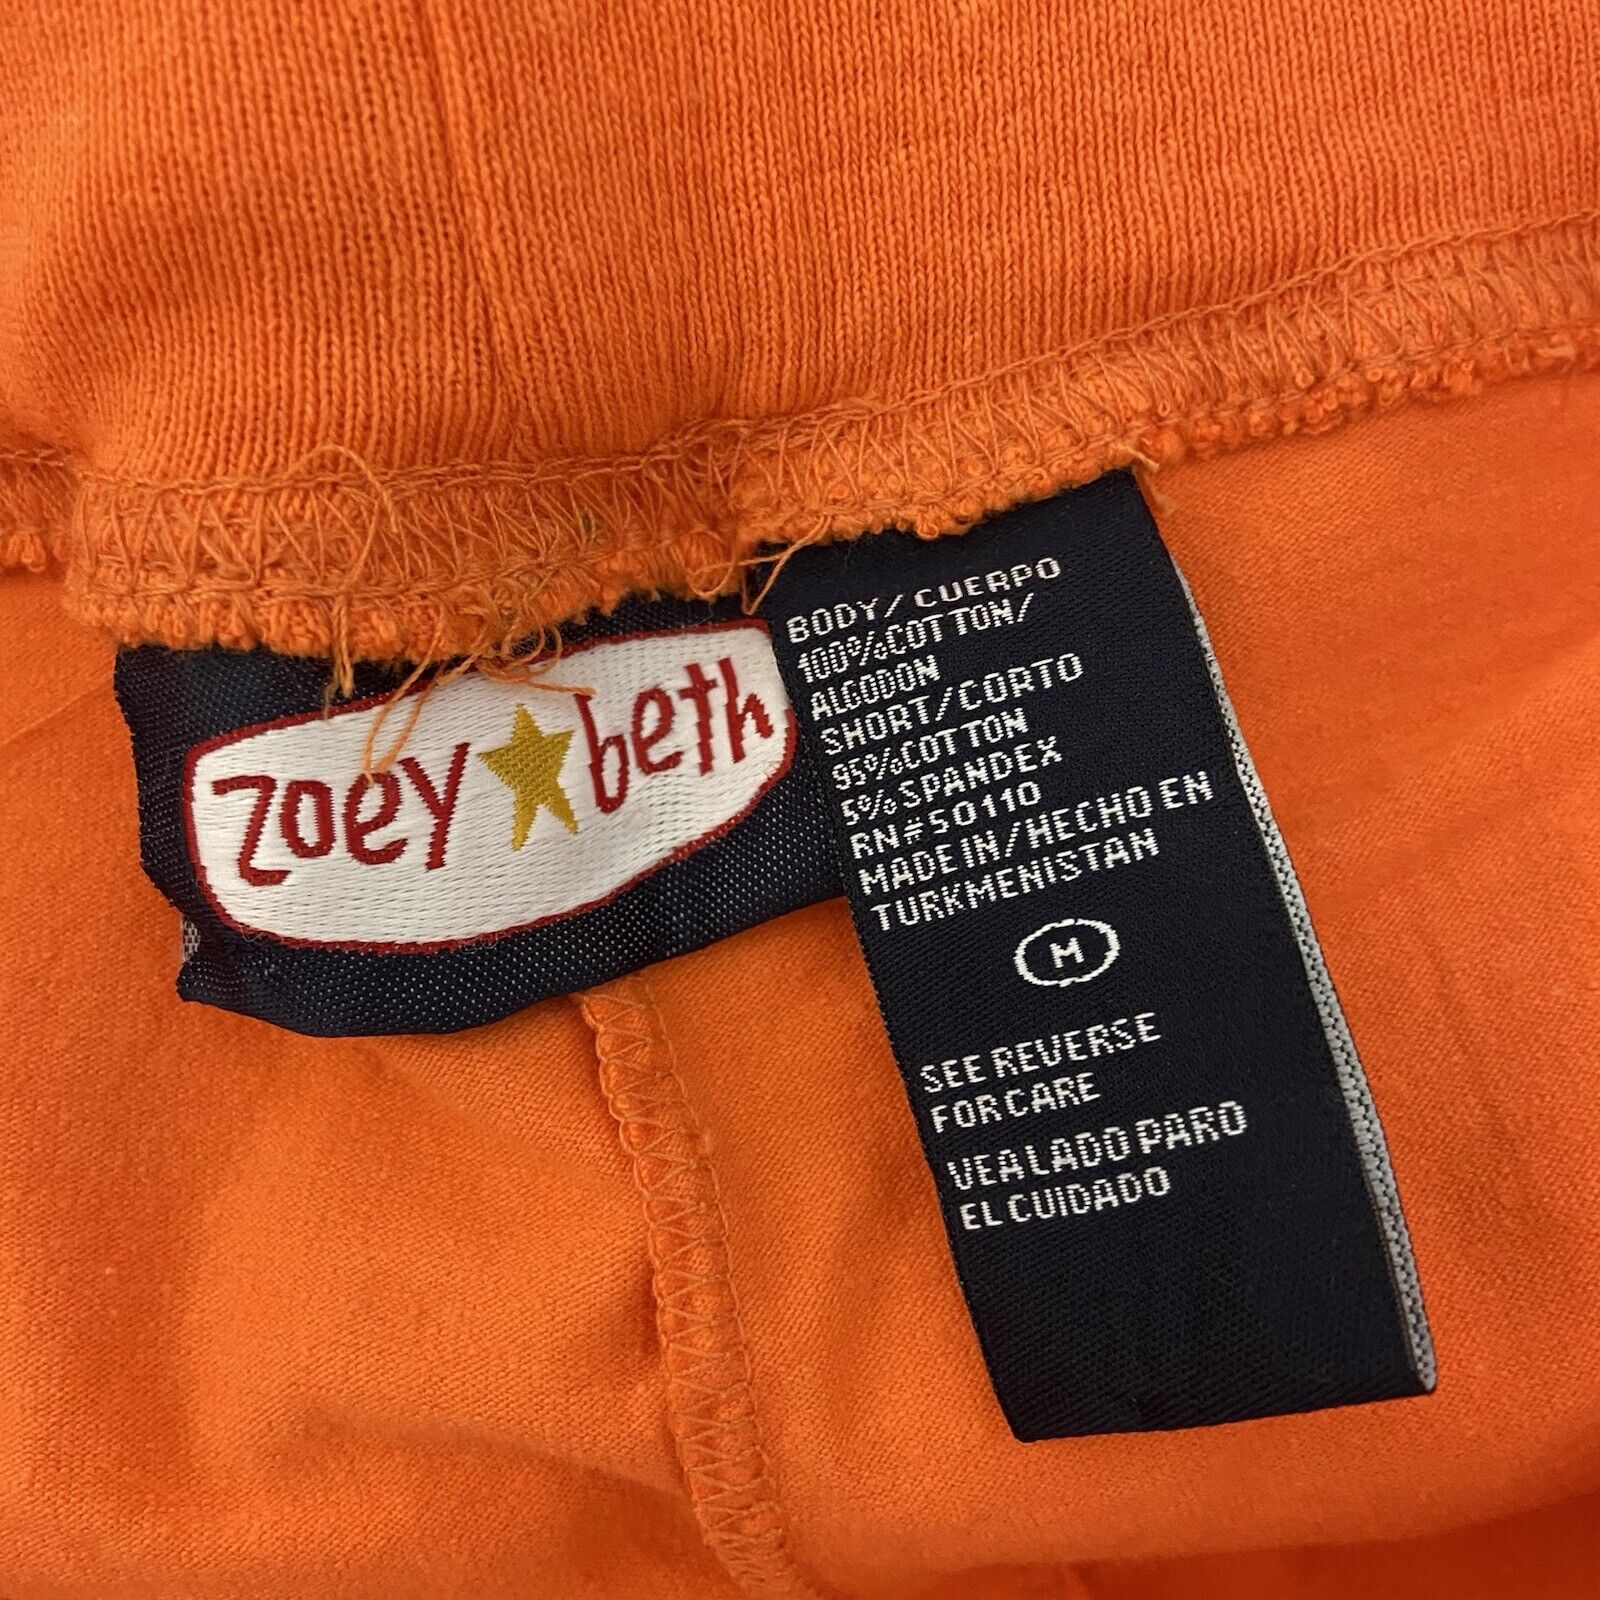 zoey beth
BODY/CUERPO
100%COTTON/
ALGODON
SHORT/CORTO
95%COTTON
5%SPANDEX
RN#50110
MADE IN/HECHO EN
TURKMENISTAN
M
SEE REVERSE
FOR CARE
VEA LADO PARO
EL CUIDADO